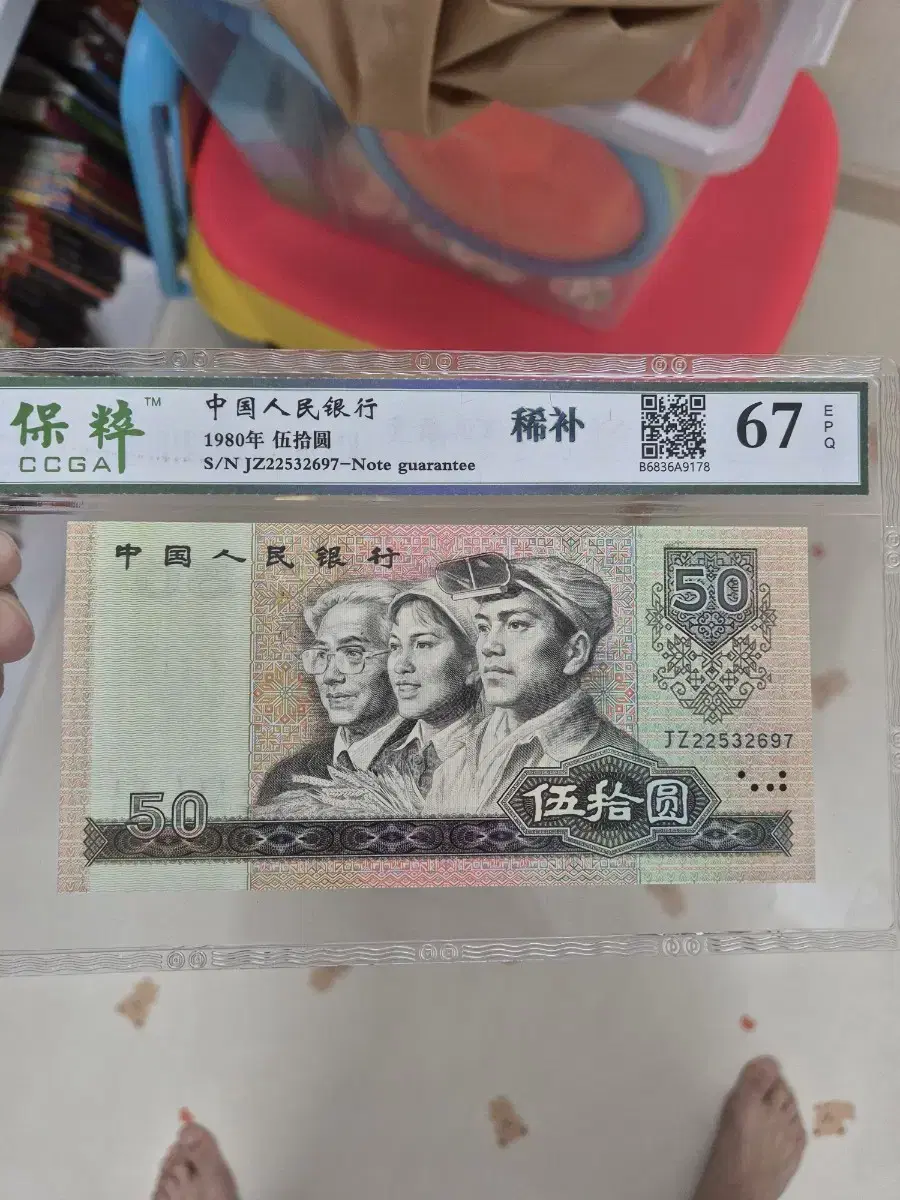 保粹™
CCGA
中国人民银行
1980年 伍拾圆
S/N JZ22532697-Note guarantee
稀补
B6836A9178
67
EPQ
中国人民银行
50
JZ22532697
50
伍拾圆